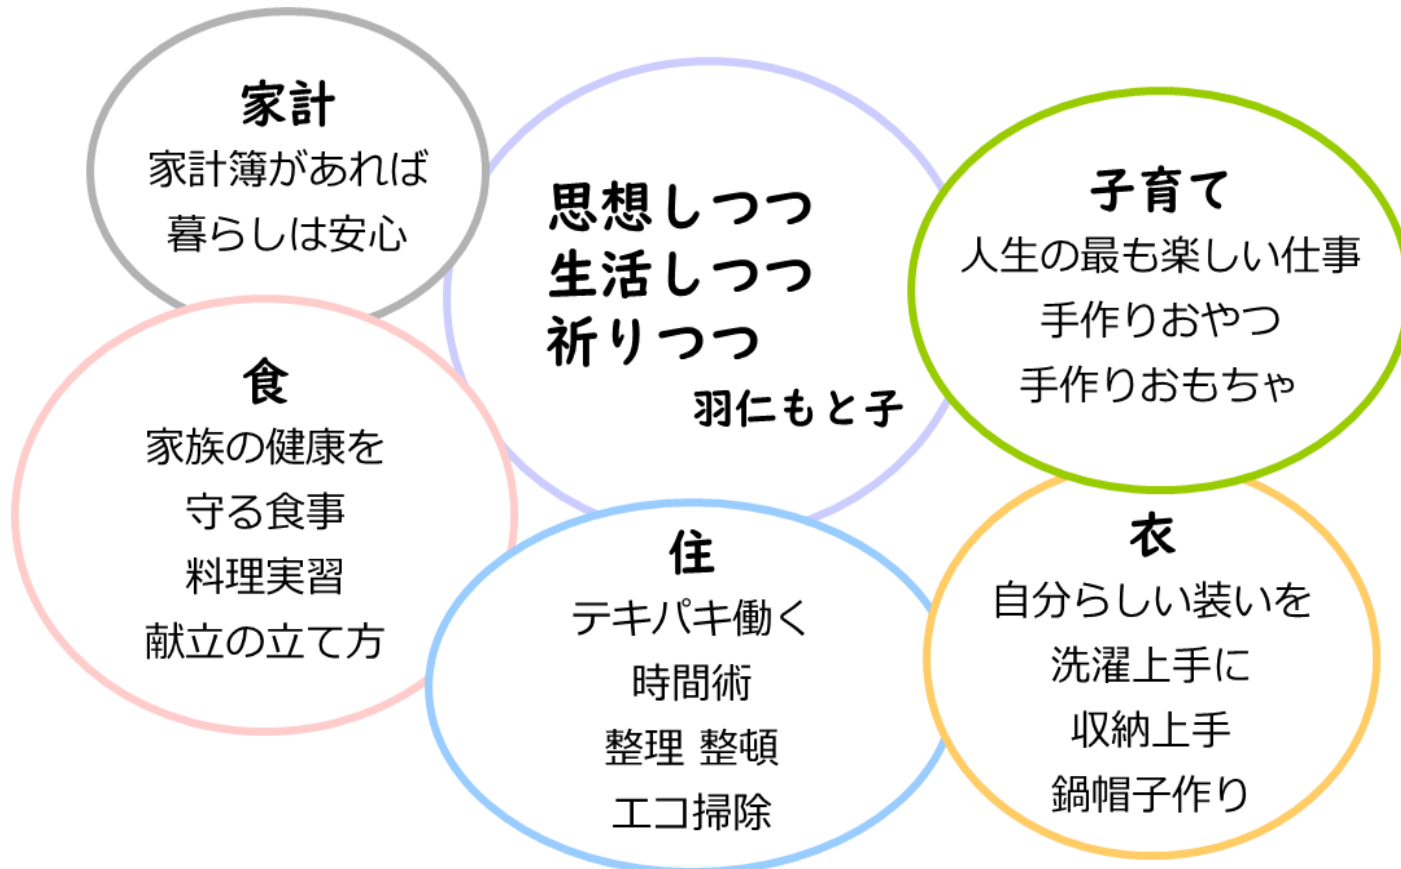 家計
家計簿があれば
暮らしは安心
思想しつつ
生活しつつ
祈りつつ
羽仁もと子
子育て
人生の最も楽しい仕事
手作りおやつ
手作りおもちゃ
食
家族の健康を
守る食事
料理実習
献立の立て方
住
テキパキ働く
時間術
整理 整頓
エコ掃除
衣
自分らしい装いを
洗濯上手に
収納上手
鍋帽子作り